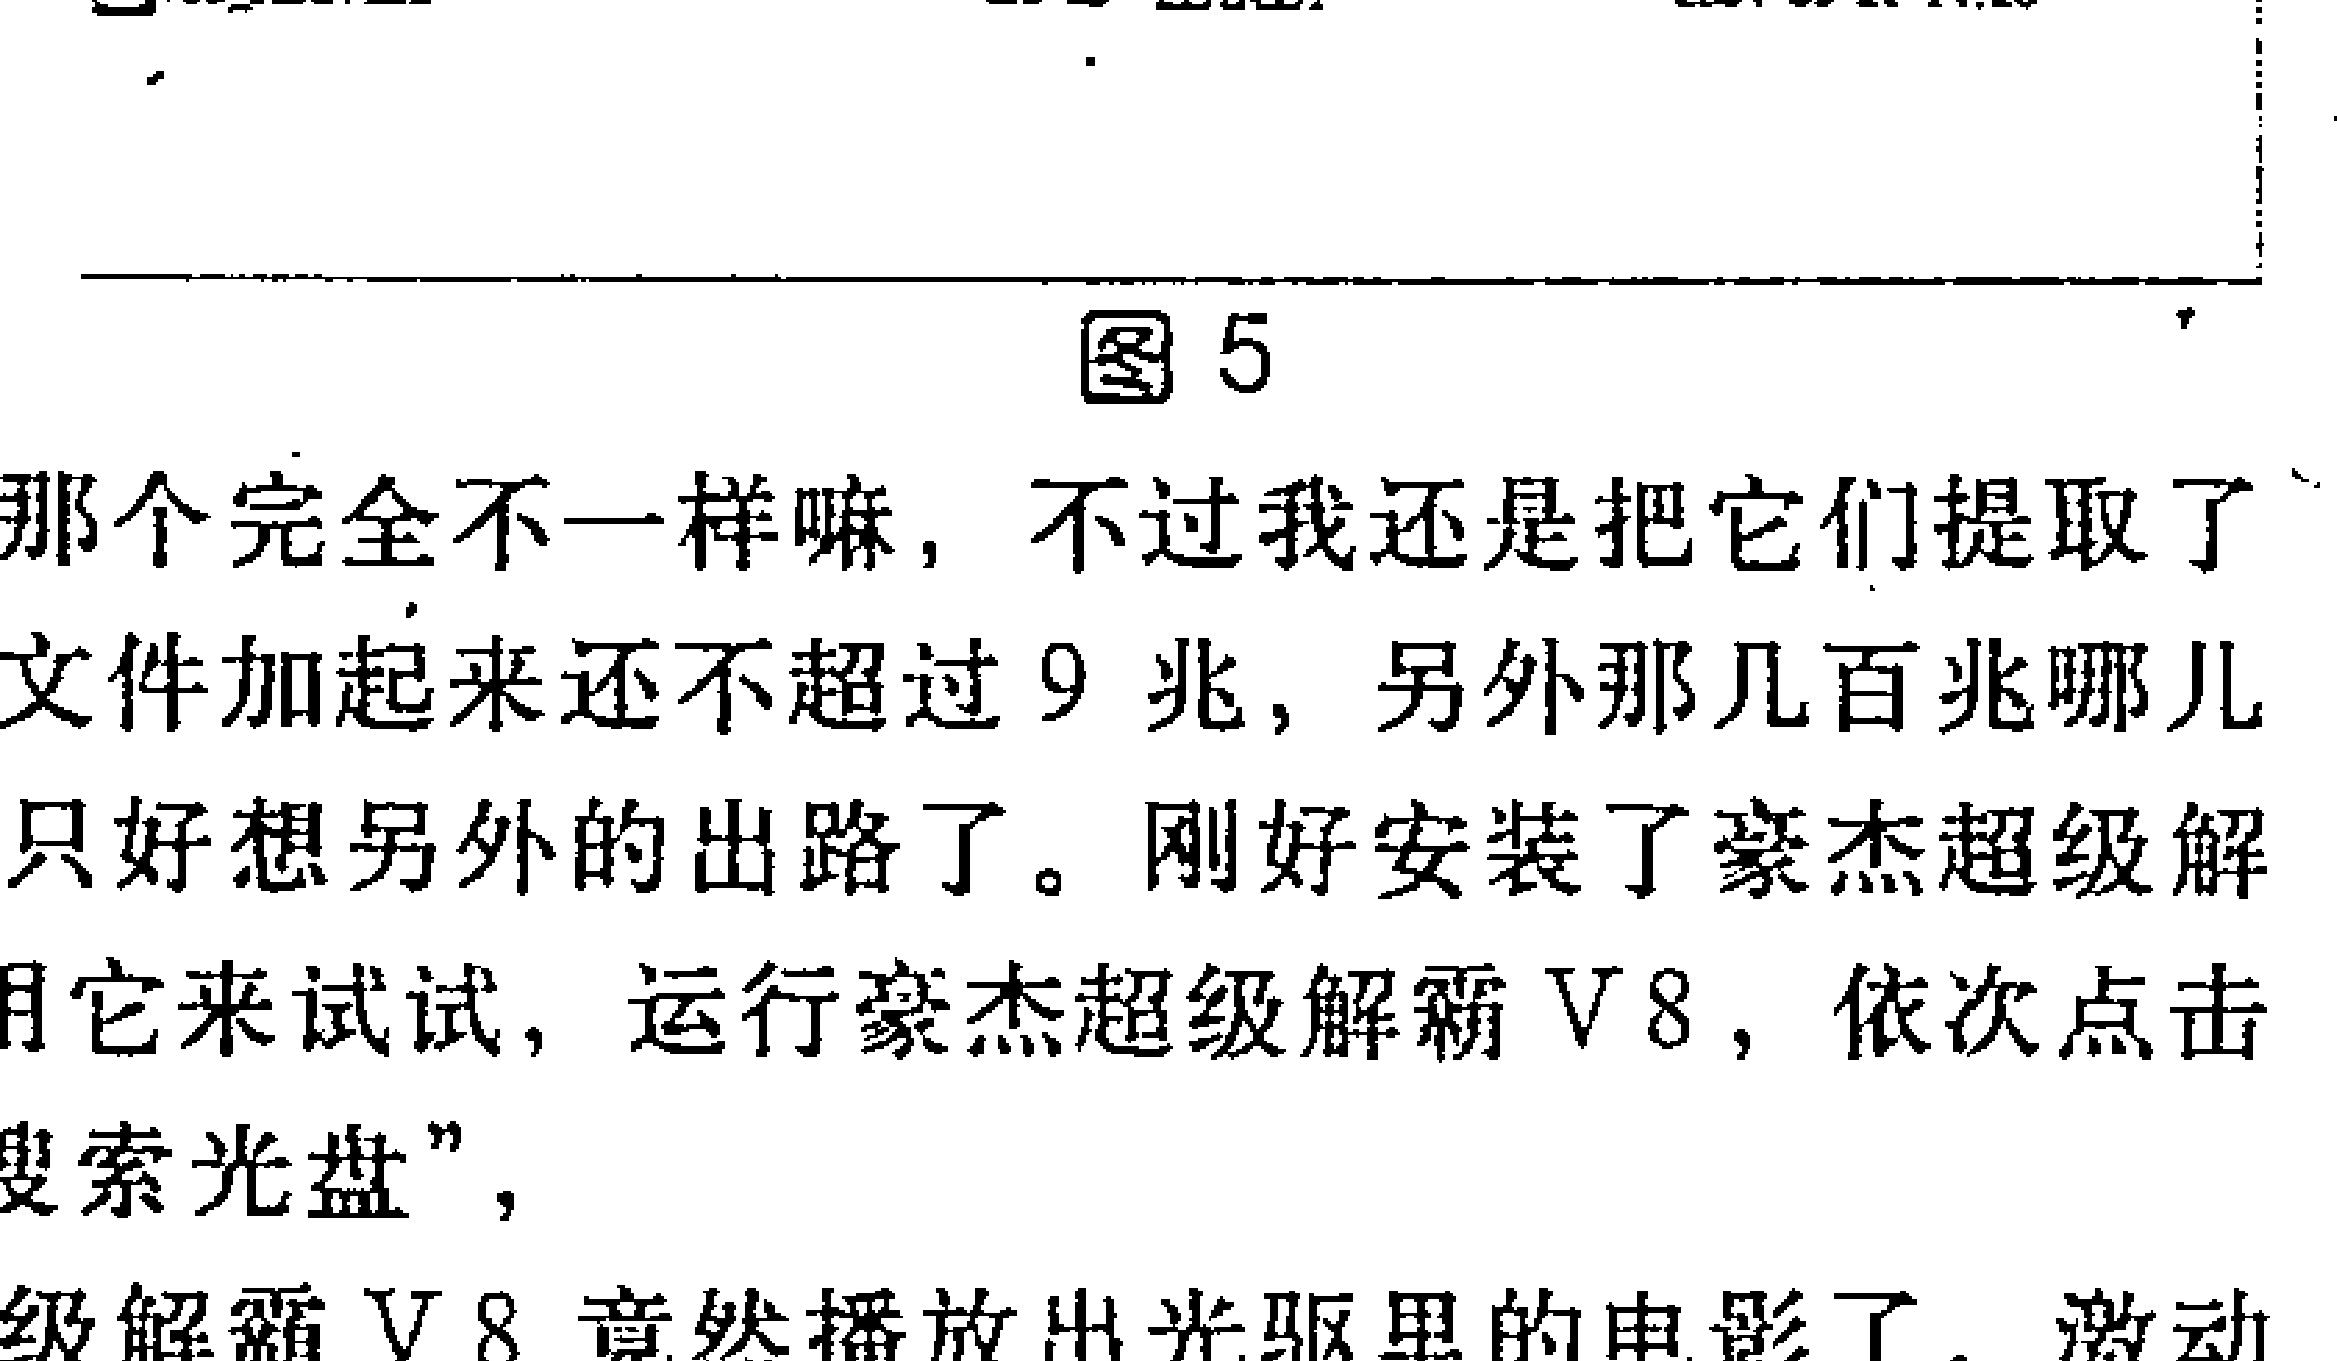 图 5
那个完全不一样嘛，不过我还是把它们提取了
文件加起来还不超过 9 兆，另外那几百兆哪儿
只好想另外的出路了。刚好安装了豪杰超级解
用它来试试，运行豪杰超级解霸 V8，依次点击
搜索光盘”，
级解霸 V8 竟然播放出光驱里的电影了，激动